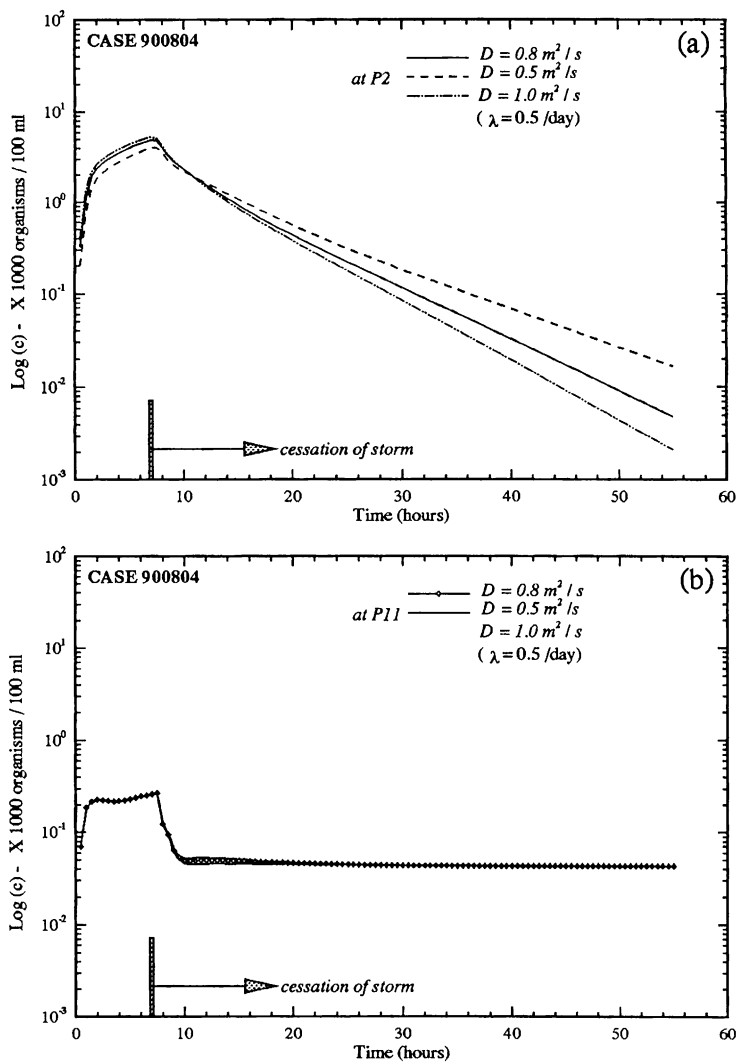 CASE 900804
(a)
at P2
D = 0.8 m² / s
D = 0.5 m² /s
D = 1.0 m² / s
( λ = 0.5 /day)
Log (c) - X 1000 organisms / 100 ml
10²
10¹
10⁰
10⁻¹
10⁻²
10⁻³
cessation of storm
0 10 20 30 40 50 60
Time (hours)
CASE 900804
(b)
at P11
D = 0.8 m² / s
D = 0.5 m² / s
D = 1.0 m² / s
( λ = 0.5 /day)
Log (c) - X 1000 organisms / 100 ml
10²
10¹
10⁰
10⁻¹
10⁻²
10⁻³
cessation of storm
0 10 20 30 40 50 60
Time (hours)